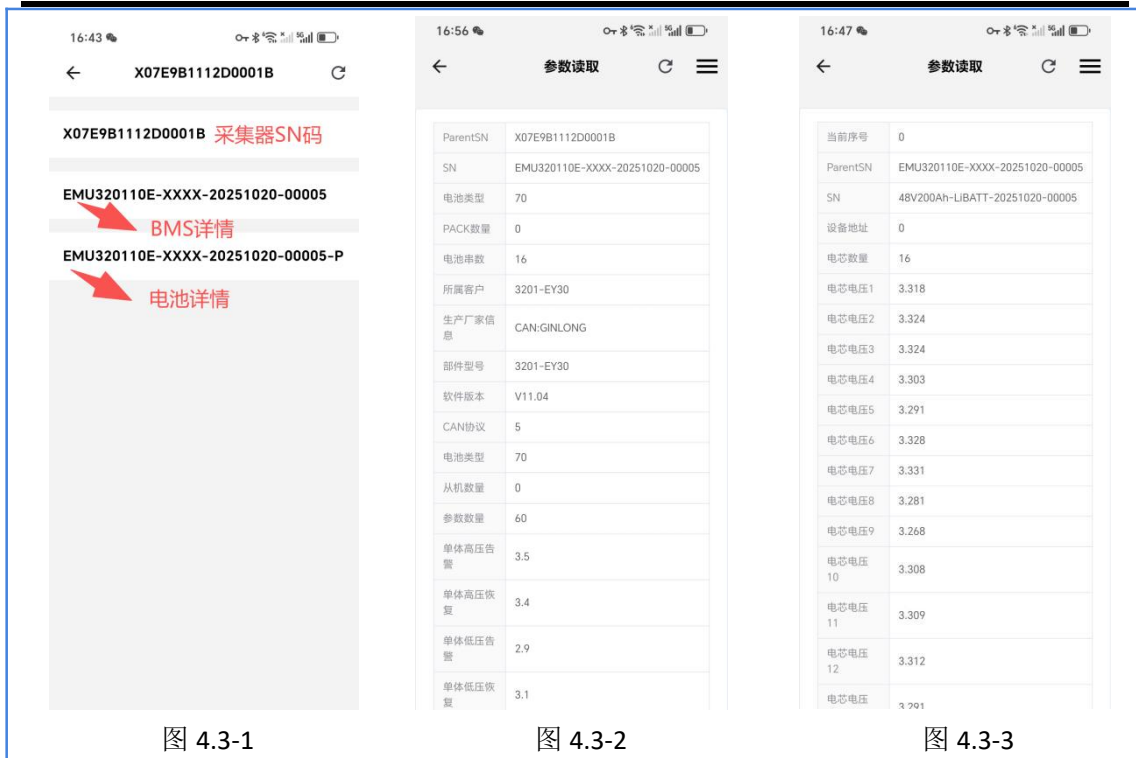 16:43
X07E9B1112D0001B
X07E9B1112D0001B 采集器SN码
EMU320110E-XXXX-20251020-00005
BMS详情
EMU320110E-XXXX-20251020-00005-P
电池详情
图 4.3-1
16:56
参数读取
ParentSN X07E9B1112D0001B
SN EMU320110E-XXXX-20251020-00005
电池类型 70
PACK数量 0
电池串数 16
所属客户 3201-EY30
生产厂家信
息 CAN:GINLONG
部件型号 3201-EY30
软件版本 V11.04
CAN协议 5
电池类型 70
从机数量 0
参数数量 60
单体高压告
警 3.5
单体高压恢
复 3.4
单体低压告
警 2.9
单体低压恢
复 3.1
图 4.3-2
16:47
参数读取
当前序号 0
ParentSN EMU320110E-XXXX-20251020-00005
SN 48V200Ah-LiBATT-20251020-00005
设备地址 0
电芯数量 16
电芯电压1 3.318
电芯电压2 3.324
电芯电压3 3.324
电芯电压4 3.303
电芯电压5 3.291
电芯电压6 3.328
电芯电压7 3.331
电芯电压8 3.281
电芯电压9 3.268
电芯电压
10 3.308
电芯电压
11 3.309
电芯电压
12 3.312
电芯电压
3.291
图 4.3-3